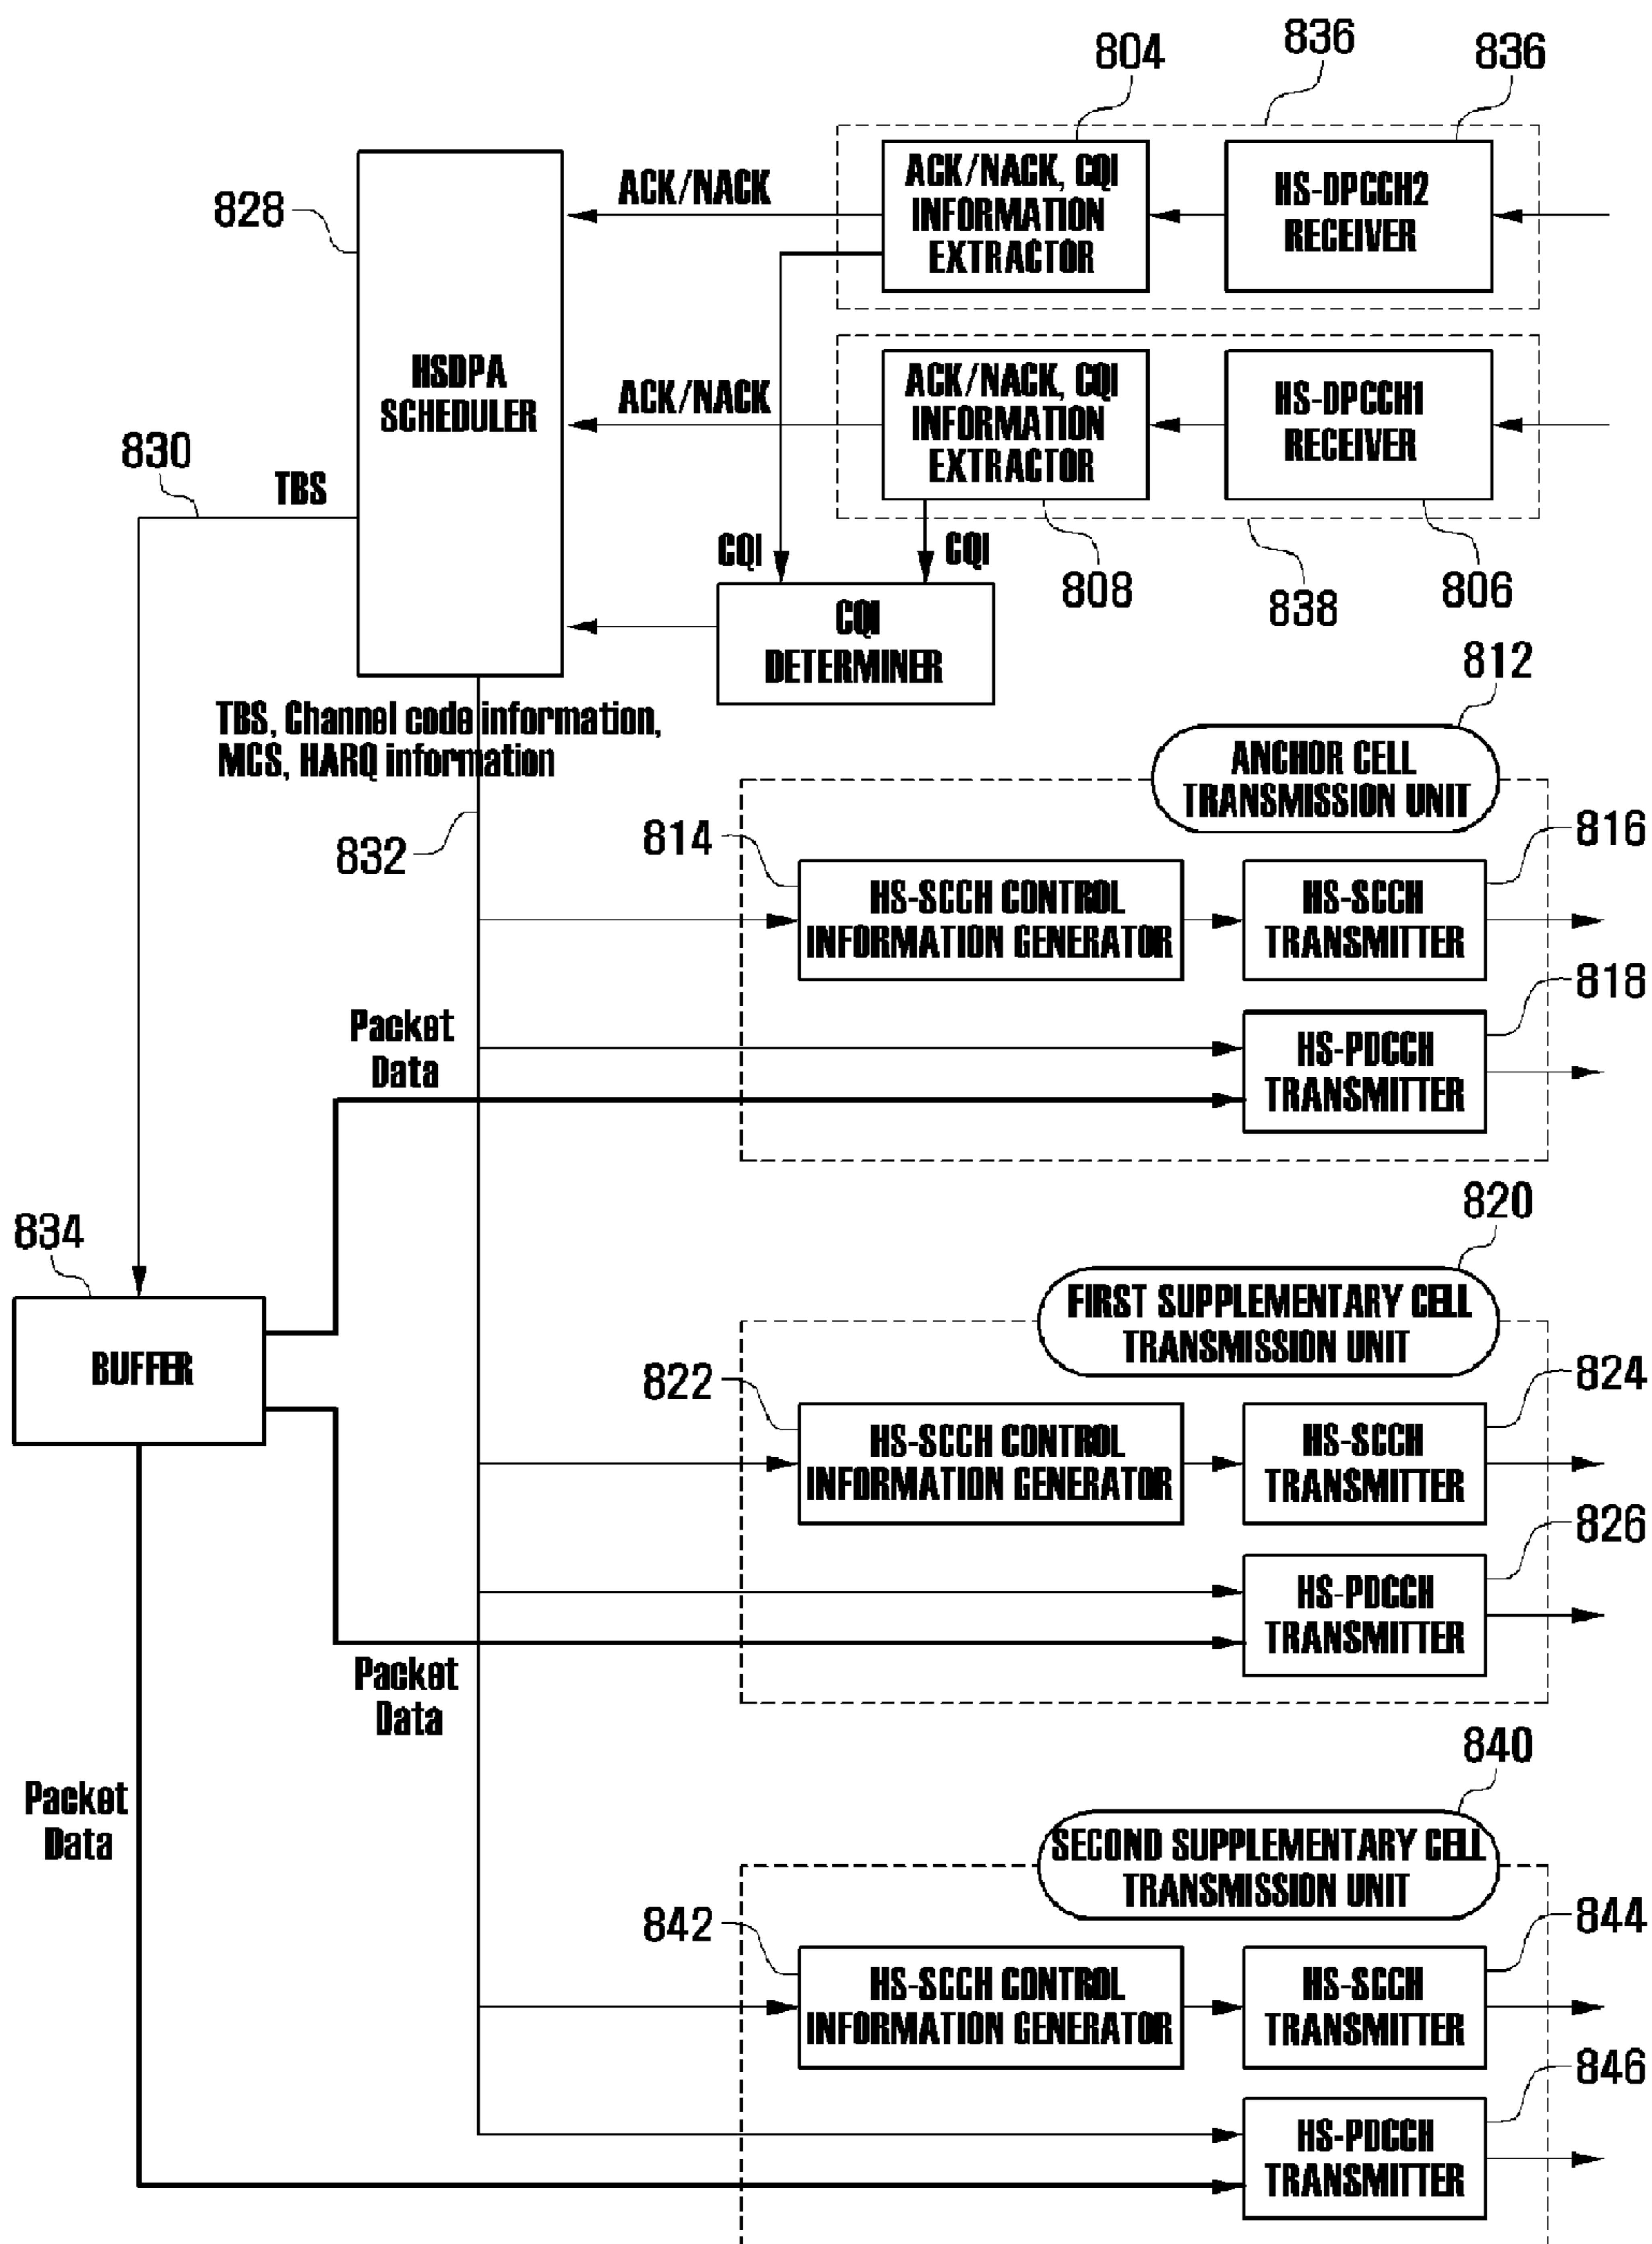 804
836
836
828
ACK/NACK
ACK/NACK, CQI
INFORMATION
EXTRACTOR
HS-DPCCH2
RECEIVER
HSDPA
SCHEDULER
ACK/NACK
ACK/NACK, CQI
INFORMATION
EXTRACTOR
HS-DPCCH1
RECEIVER
830
TBS
CQI
CQI
808
838
806
CQI
DETERMINER
812
TBS, Channel code information,
MCS, HARQ information
ANCHOR CELL
TRANSMISSION UNIT
832
814
816
HS-SCCH CONTROL
INFORMATION GENERATOR
HS-SCCH
TRANSMITTER
818
Packet
Data
HS-PDCCH
TRANSMITTER
820
834
FIRST SUPPLEMENTARY CELL
TRANSMISSION UNIT
BUFFER
822
824
HS-SCCH CONTROL
INFORMATION GENERATOR
HS-SCCH
TRANSMITTER
826
HS-PDCCH
TRANSMITTER
Packet
Data
840
Packet
Data
SECOND SUPPLEMENTARY CELL
TRANSMISSION UNIT
842
844
HS-SCCH CONTROL
INFORMATION GENERATOR
HS-SCCH
TRANSMITTER
846
HS-PDCCH
TRANSMITTER